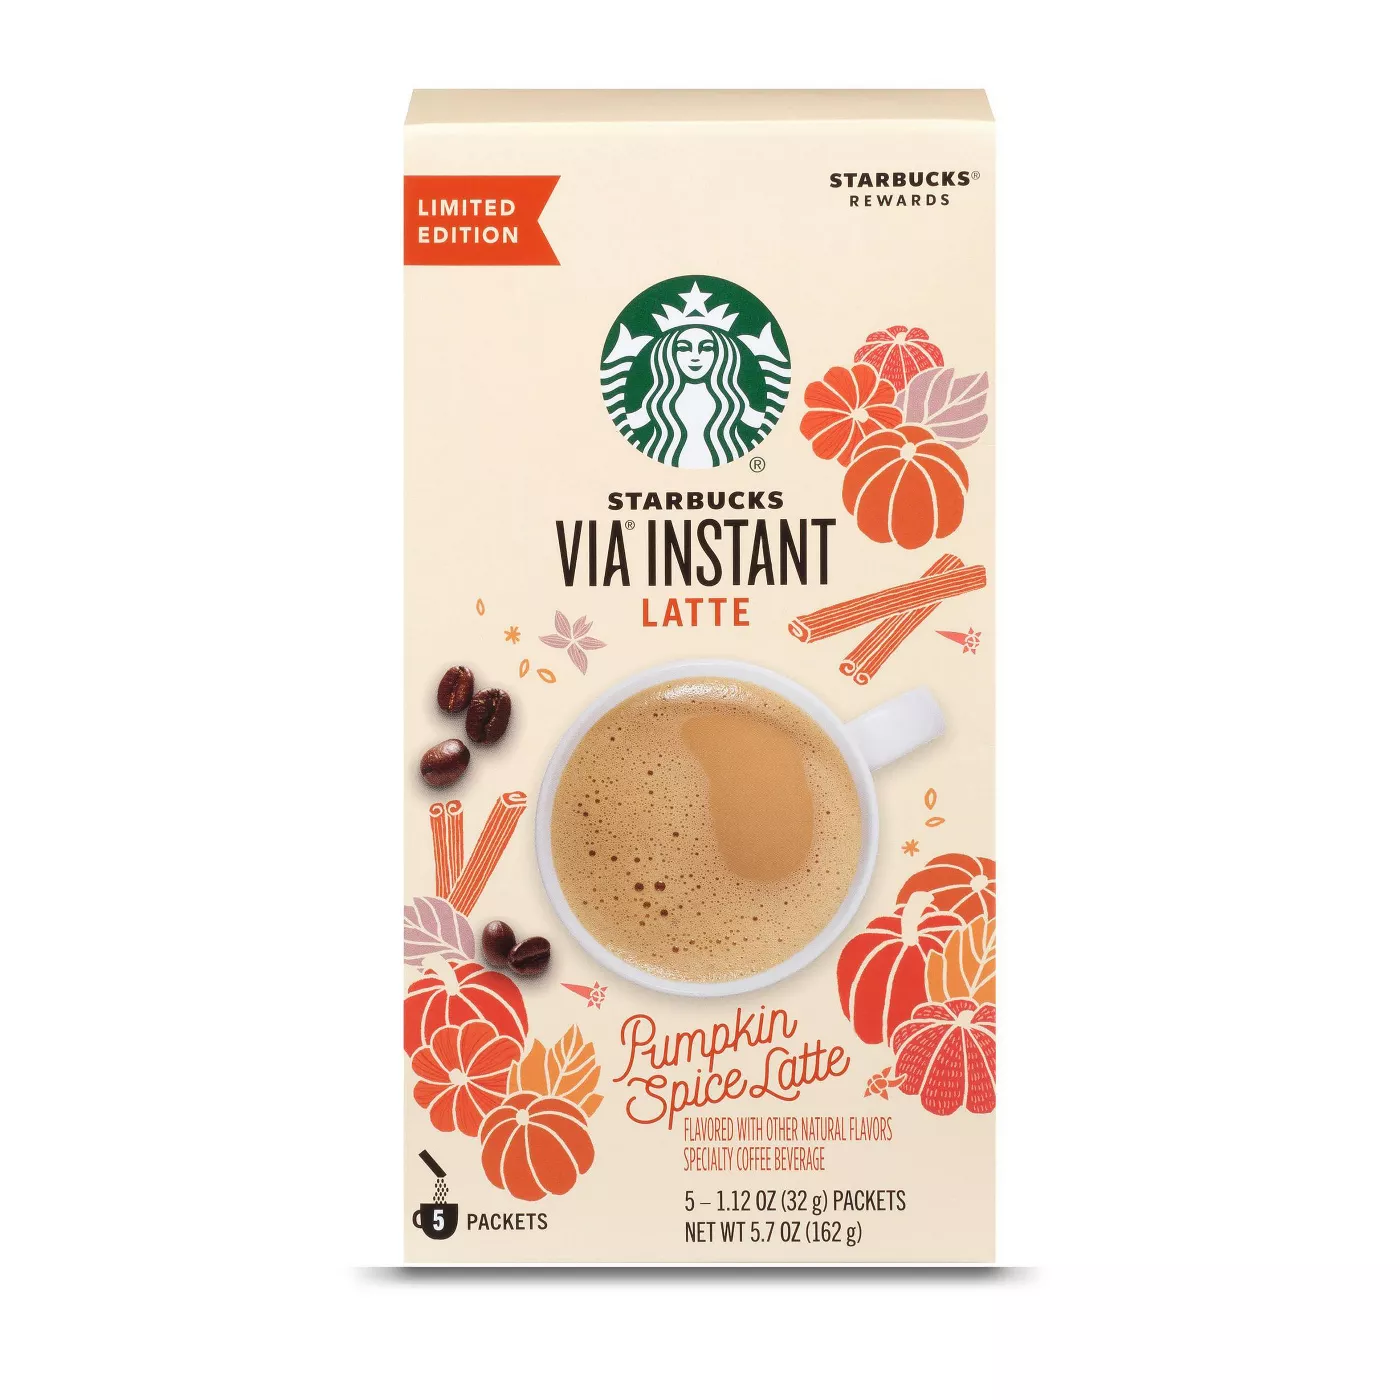 LIMITED
EDITION
STARBUCKS®
REWARDS
®
STARBUCKS
VIA® INSTANT
LATTE
Pumpkin
Spice Latte
FLAVORED WITH OTHER NATURAL FLAVORS
SPECIALTY COFFEE BEVERAGE
5 – 1.12 OZ (32 g) PACKETS
NET WT 5.7 OZ (162 g)
5 PACKETS